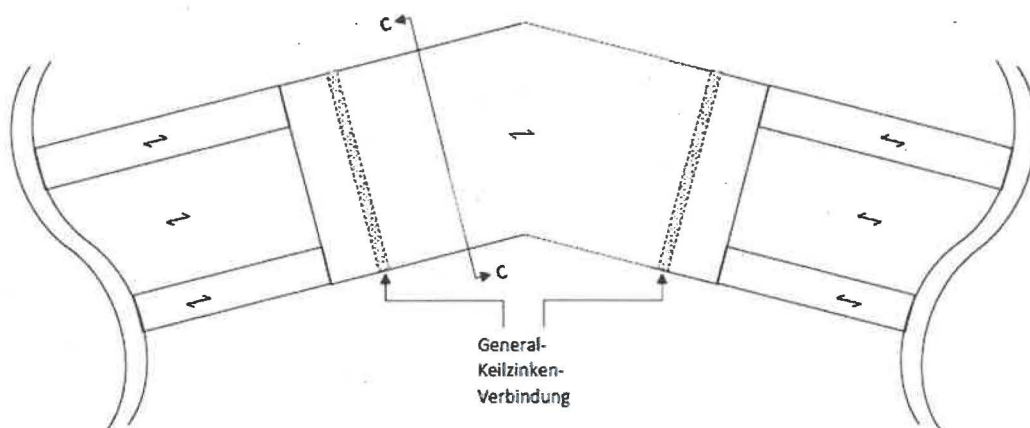 C
C
General-
Keilzinken-
Verbindung